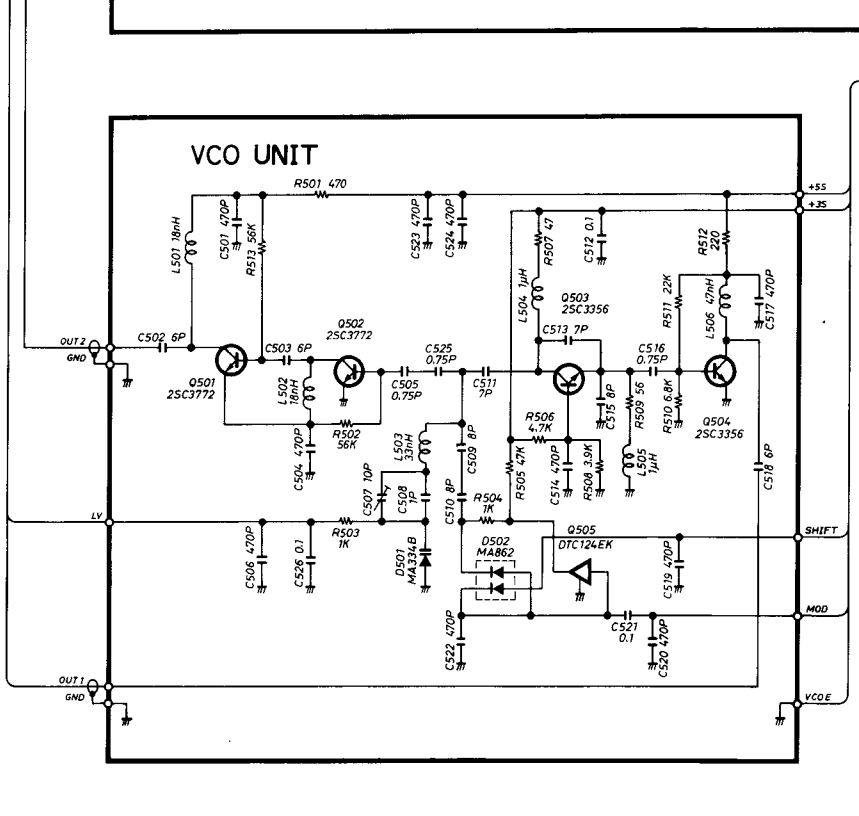 VCO UNIT
R501 470
+5S
+3S
L501 18nH
C501 470P
R513 56K
C523 470P
C524 470P
R507 47
C512 0.1
R512
220
L504 1μH
Q503
2SC3356
R511 22K
L506 47nH
C517 470P
OUT 2
GND
C502 6P
Q502
2SC3772
C503 6P
C525
0.75P
C513 7P
C516
0.75P
Q501
2SC3772
L502
18nH
C505
0.75P
C511
7P
C515 8P
R509 56
R510 6.8K
Q504
2SC3356
R502
56K
L503
33nH
C509 8P
R506
4.7K
C504 470P
C507 10P
C508
1P
C510 8P
R504
1K
R505 47K
C514 470P
R508 3.9K
L505
1μH
C518 6P
LV
R503
1K
C506 470P
C526 0.1
D501
MA334B
D502
MA862
Q505
DTC124EK
SHIFT
C519 470P
C522 470P
C521
0.1
C520 470P
MOD
OUT 1
GND
VCO E